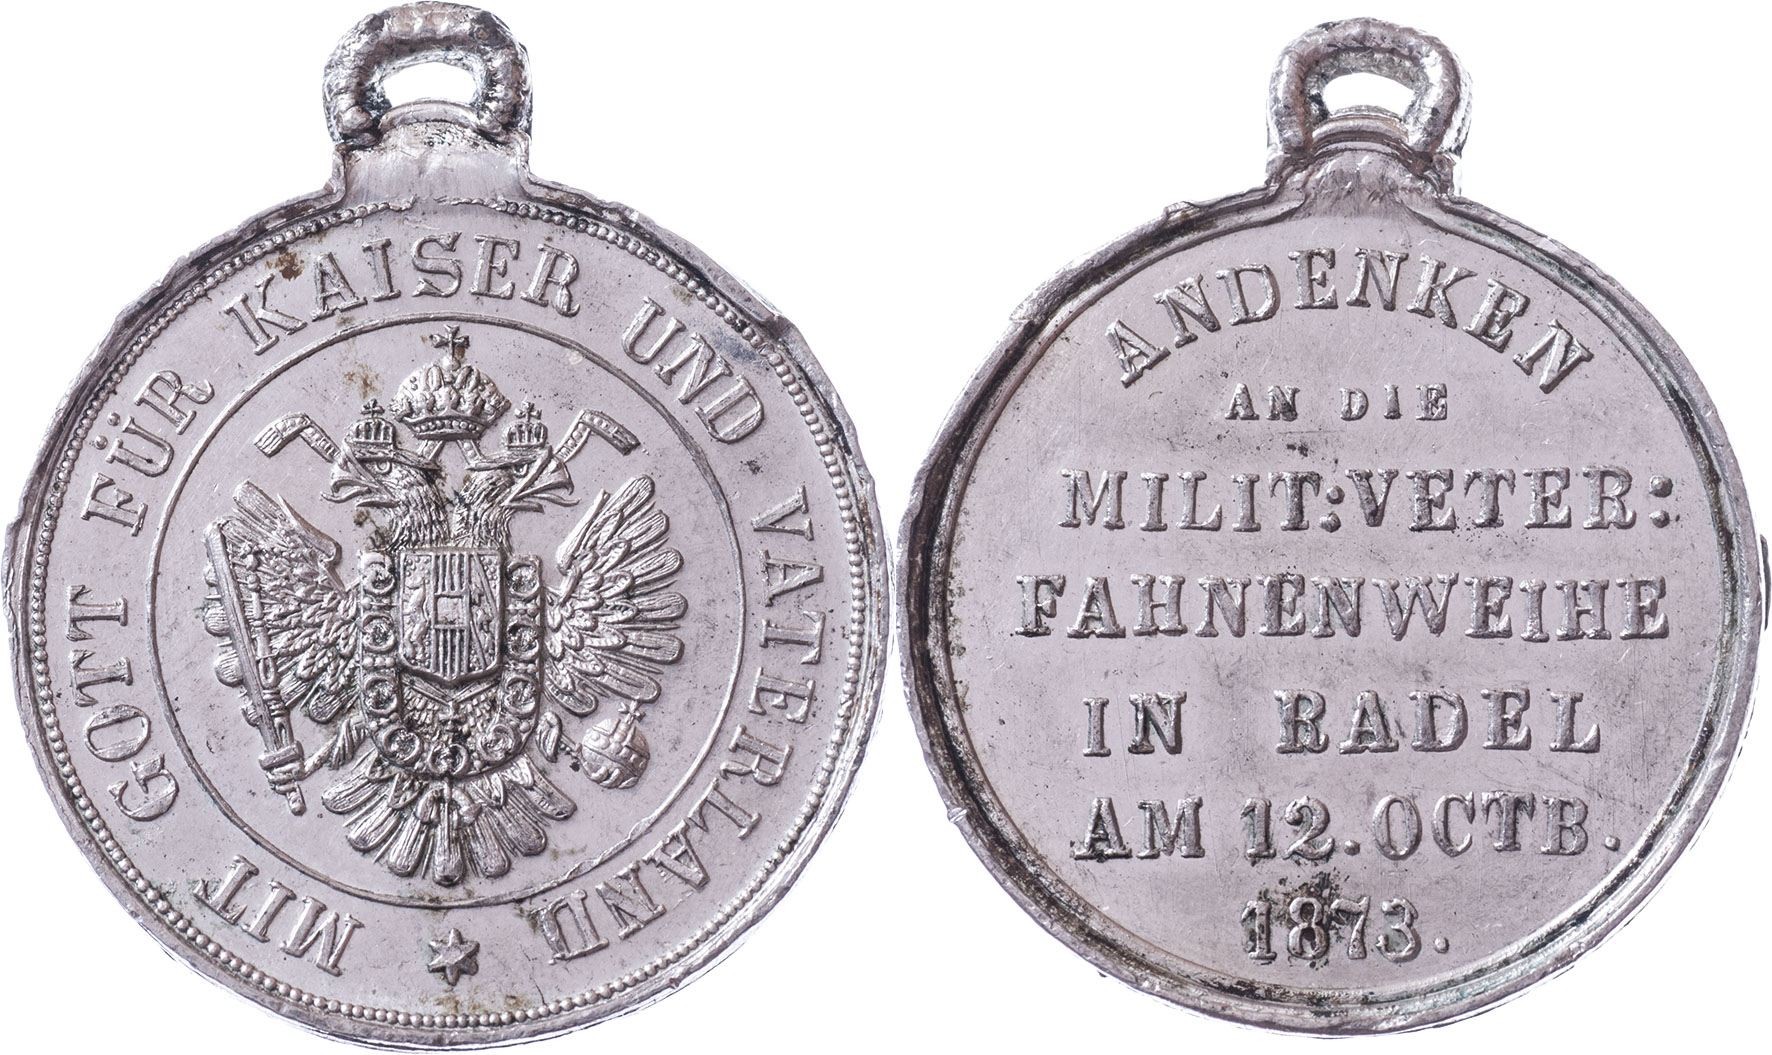 MIT GOTT FÜR KAISER UND VATERLAND
ANDENKEN
AN DIE
MILIT:VETER:
FAHNENWEIHE
IN RADEL
AM 12. OCTB.
1873.